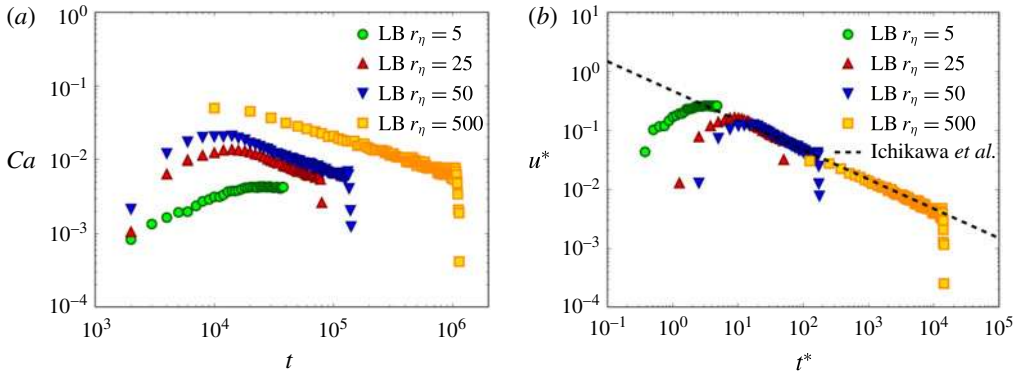 (a)
10^0
10^-1
10^-2
10^-3
10^-4
Ca
10^3
10^4
10^5
10^6
t
LB r_η = 5
LB r_η = 25
LB r_η = 50
LB r_η = 500
(b)
10^1
10^0
10^-1
10^-2
10^-3
10^-4
u*
10^-1
10^0
10^1
10^2
10^3
10^4
10^5
t*
LB r_η = 5
LB r_η = 25
LB r_η = 50
LB r_η = 500
Ichikawa et al.